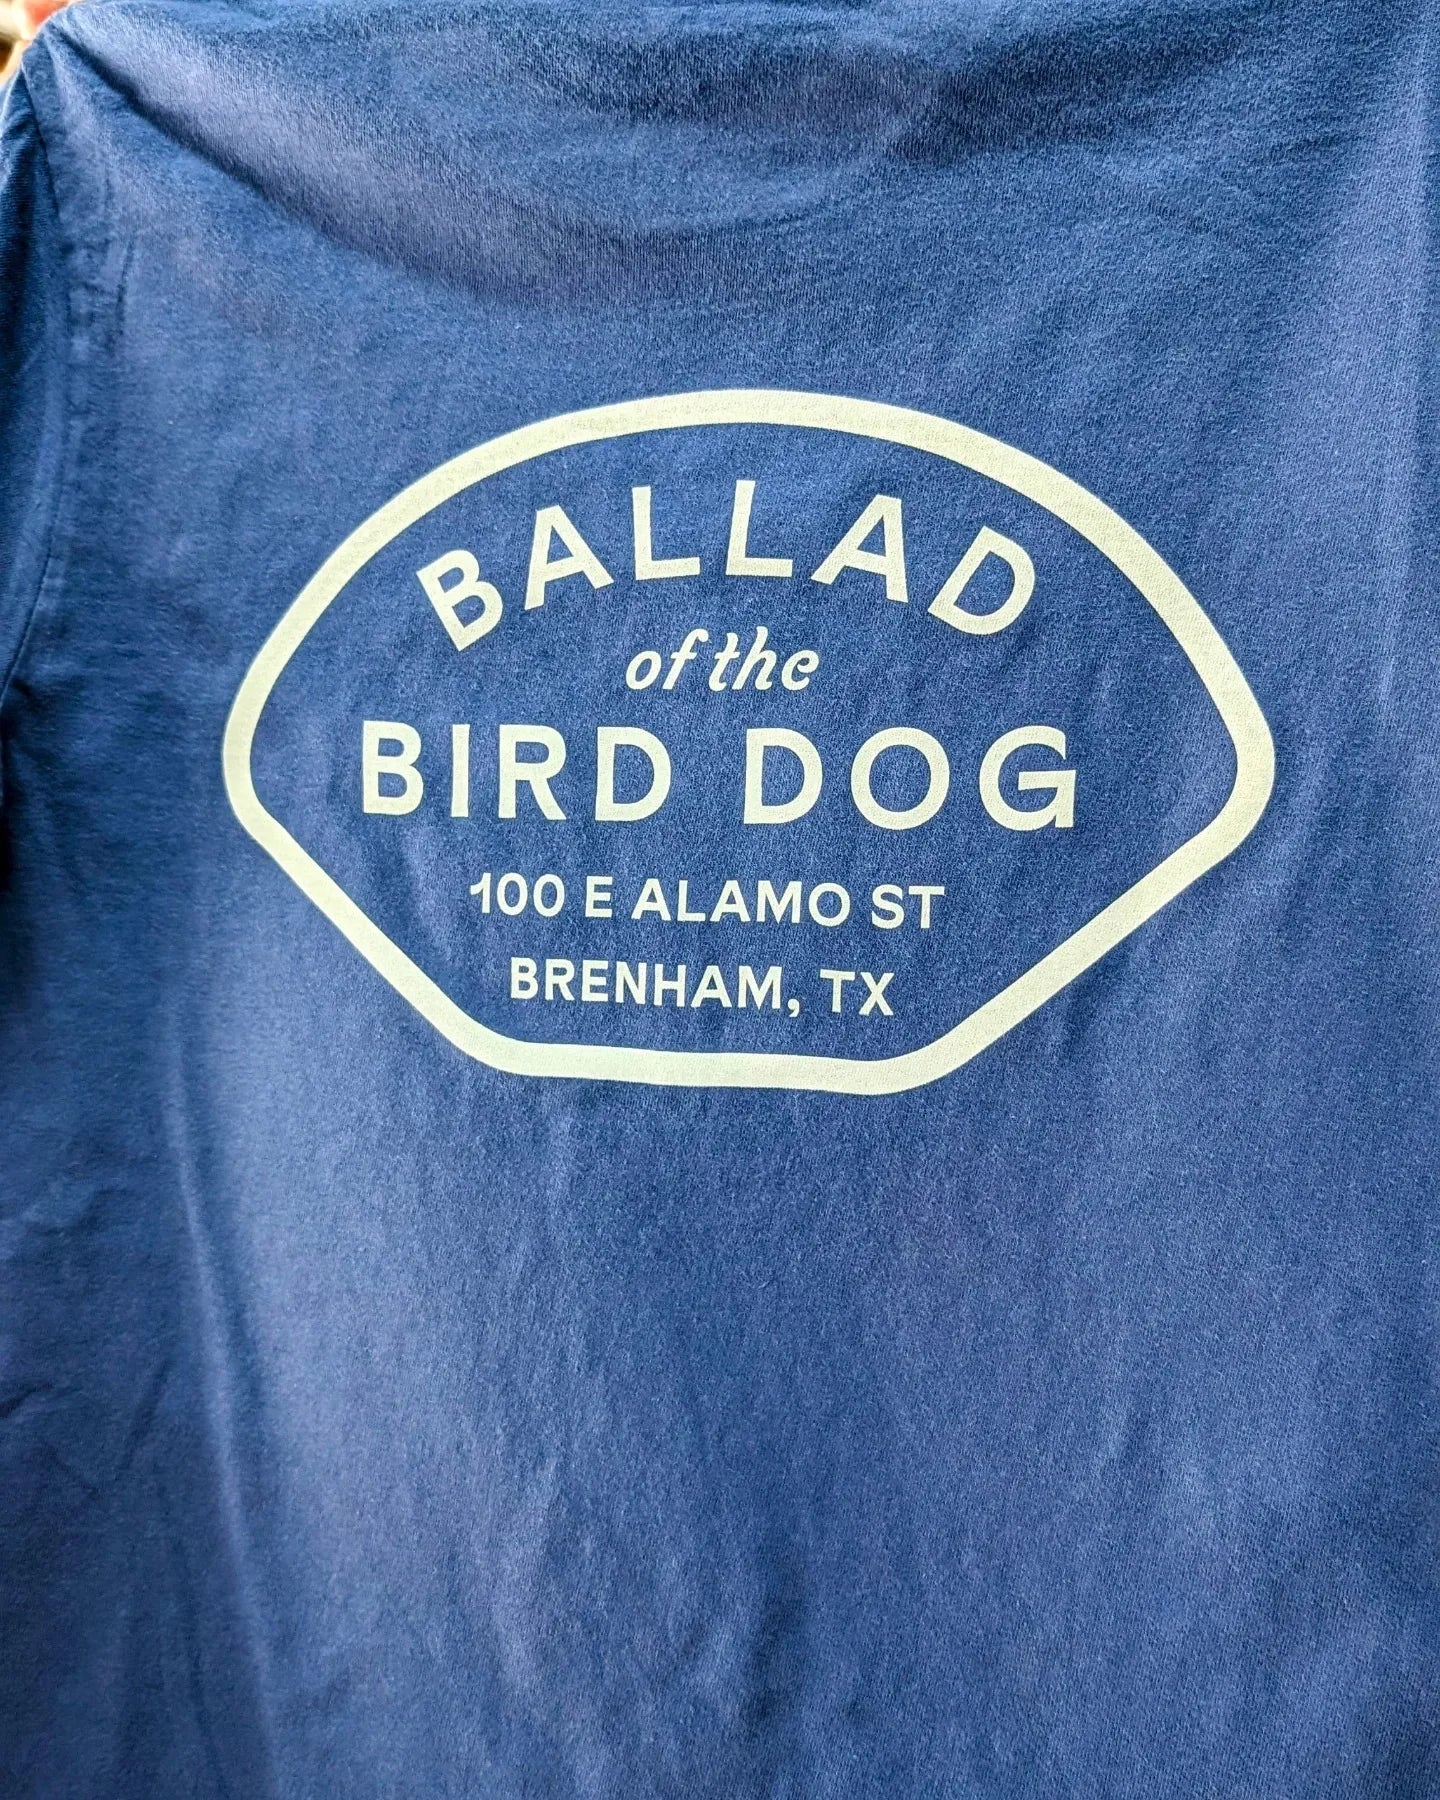 BALLAD
of the
BIRD DOG
100 E ALAMO ST
BRENHAM, TX